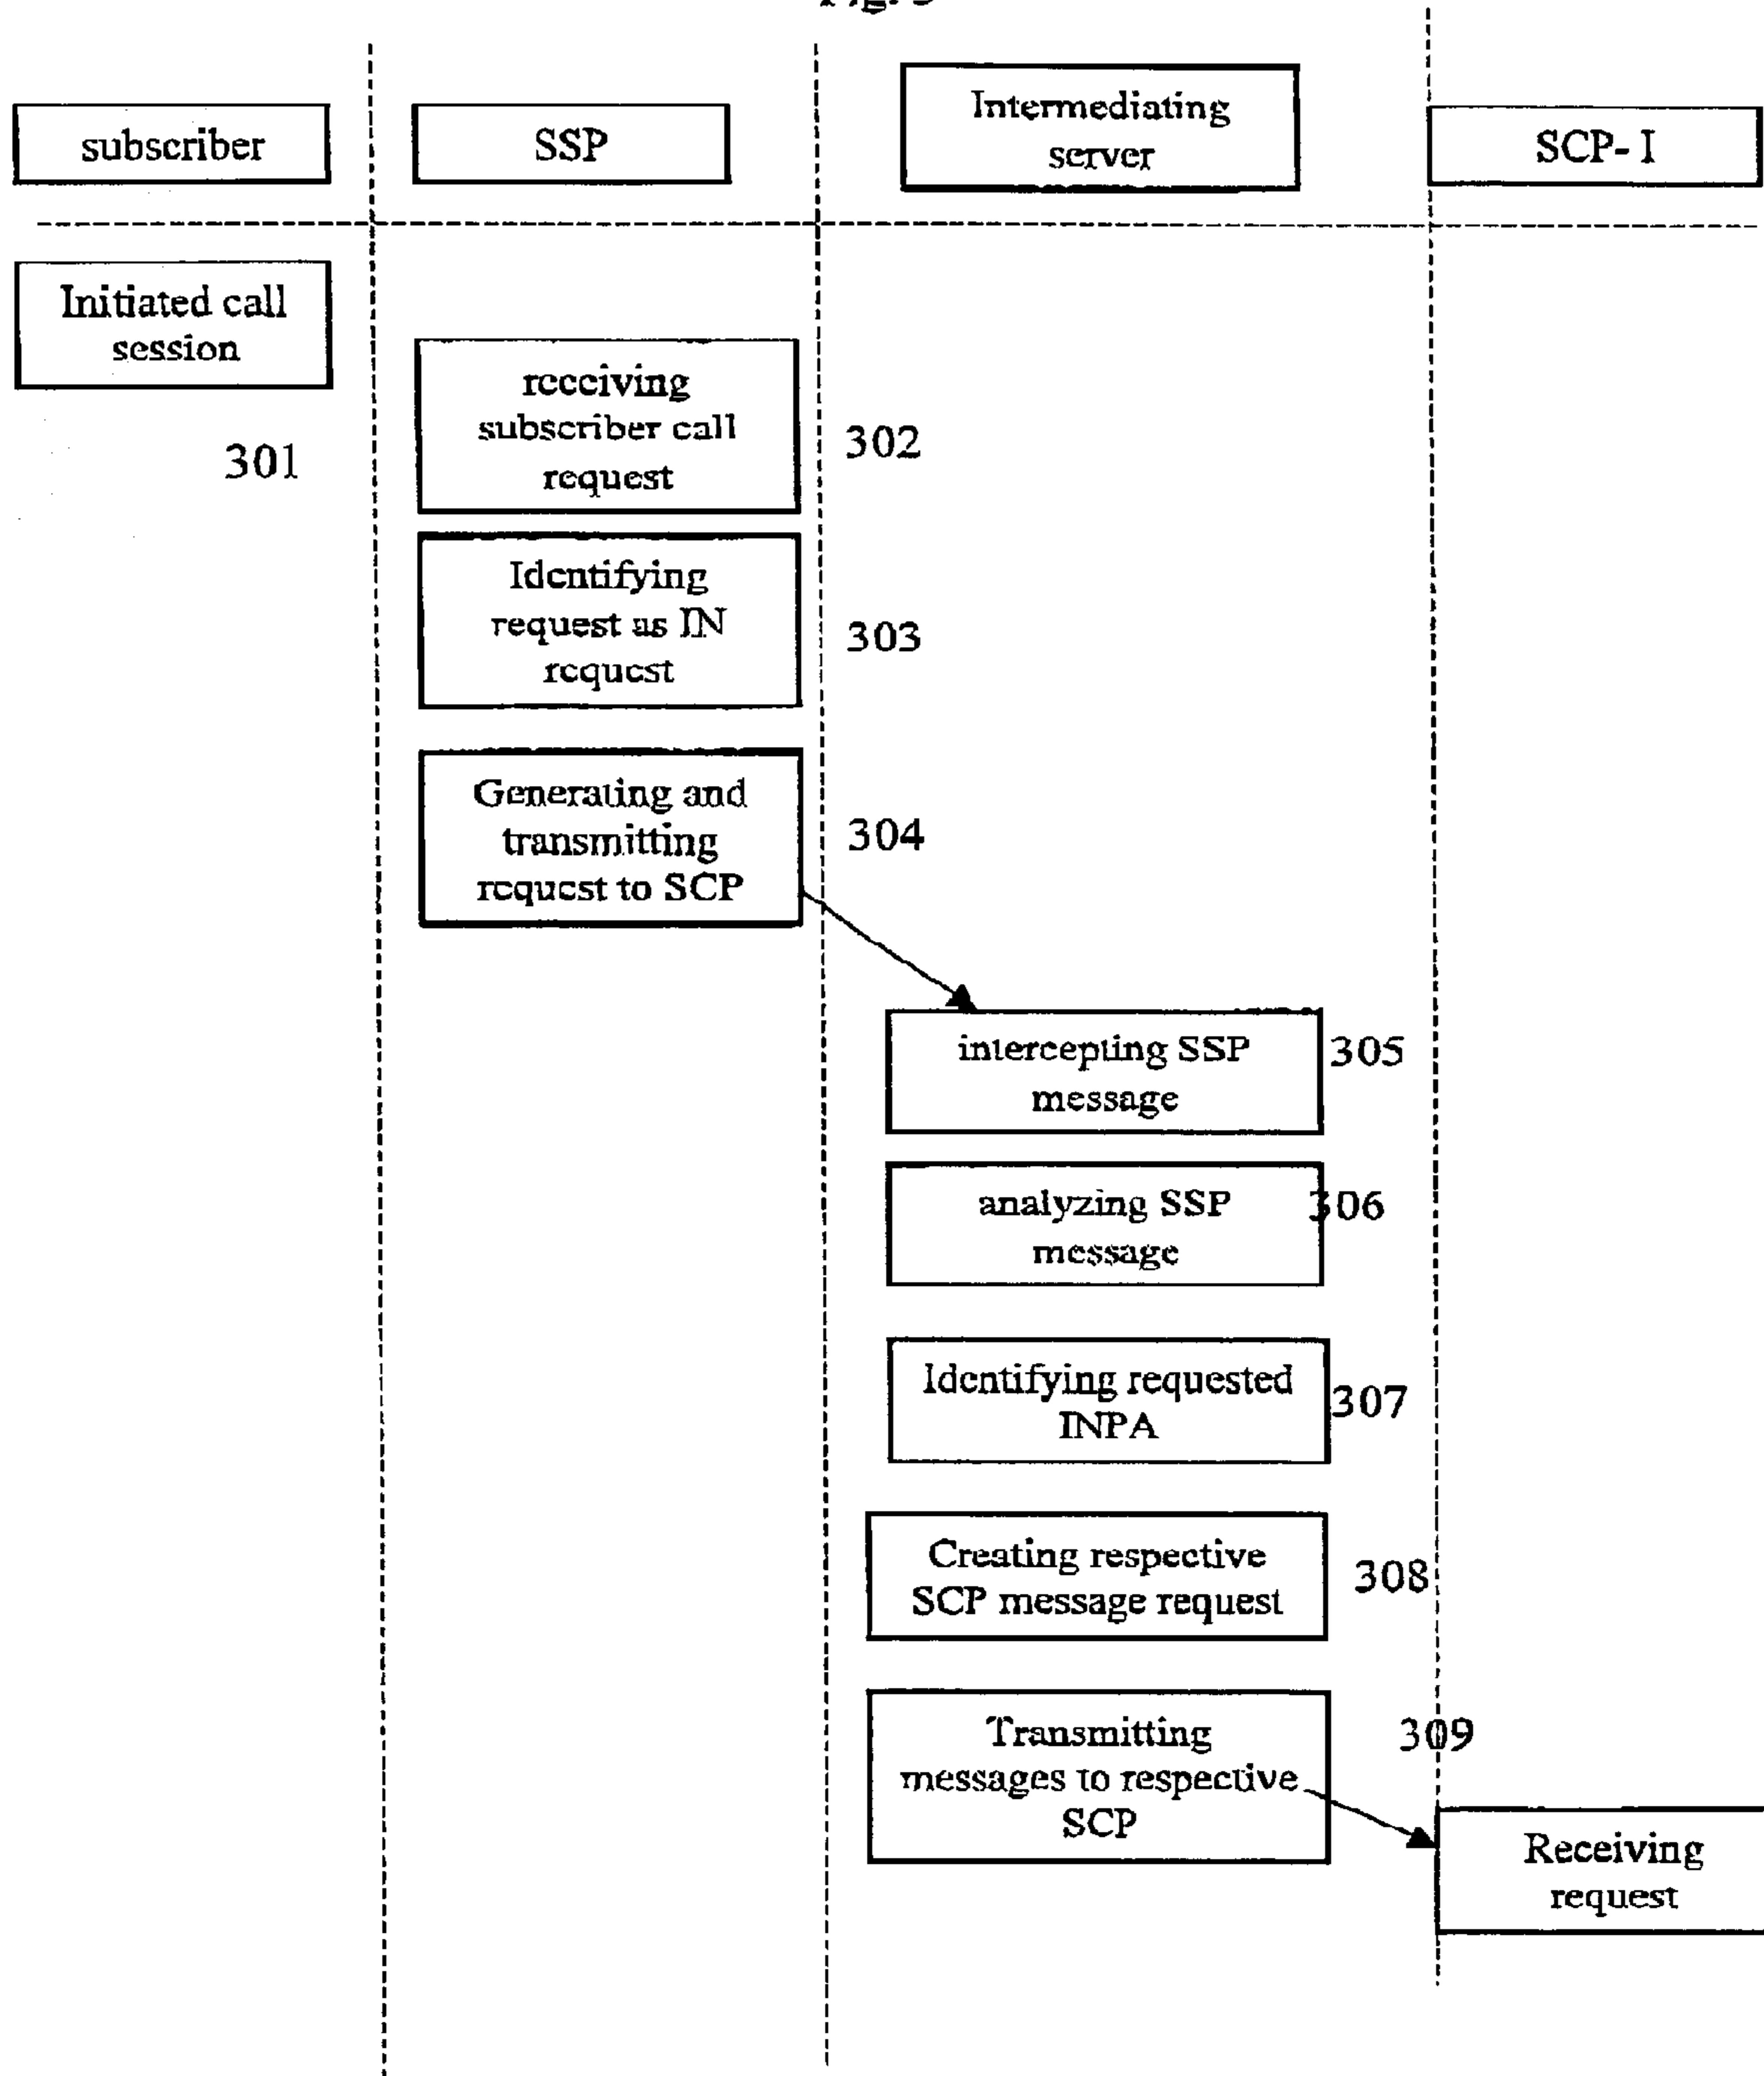 subscriber
SSP
Intermediating
server
SCP- I
Initiated call
session
301
receiving
subscriber call
request
302
Identifying
request as IN
request
303
Generating and
transmitting
request to SCP
304
intercepting SSP
message
305
analyzing SSP
message
306
Identifying requested
INPA
307
Creating respective
SCP message request
308
Transmitting
messages to respective
SCP
309
Receiving
request